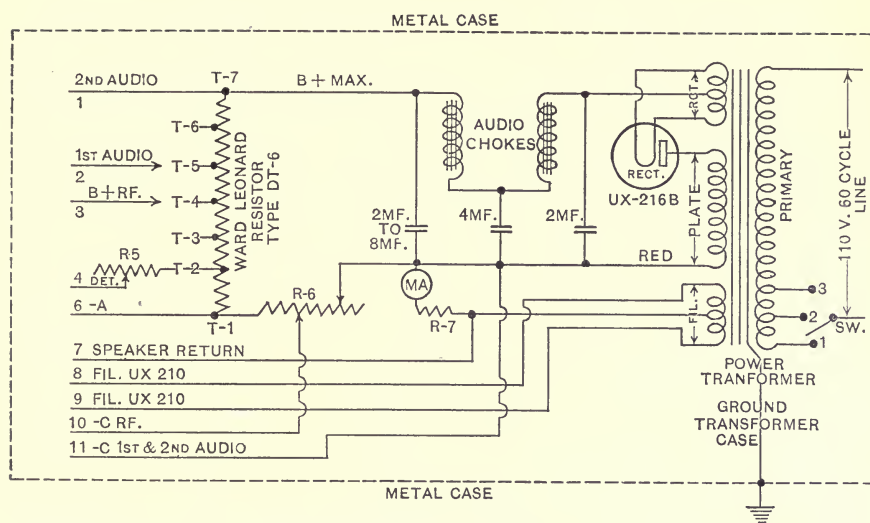 METAL CASE
2ND AUDIO
1
T-7
B+ MAX.
T-6
1ST AUDIO
2
T-5
B+RF.
3
T-4
T-3
R-5
T-2
4 DET.
6 -A
T-1
WARD LEONARD
RESISTOR
TYPE DT-6
R-6
AUDIO
CHOKES
2MF.
TO
8MF.
4MF.
2MF.
MA
R-7
RECT.
UX-216B
RCT.
PLATE
RED
FIL.
PRIMARY
110 V. 60 CYCLE
LINE
3
2
1
SW.
7 SPEAKER RETURN
8 FIL. UX 210
9 FIL. UX 210
10 -C RF.
11 -C 1ST & 2ND AUDIO
POWER
TRANFORMER
GROUND
TRANSFORMER
CASE
METAL CASE